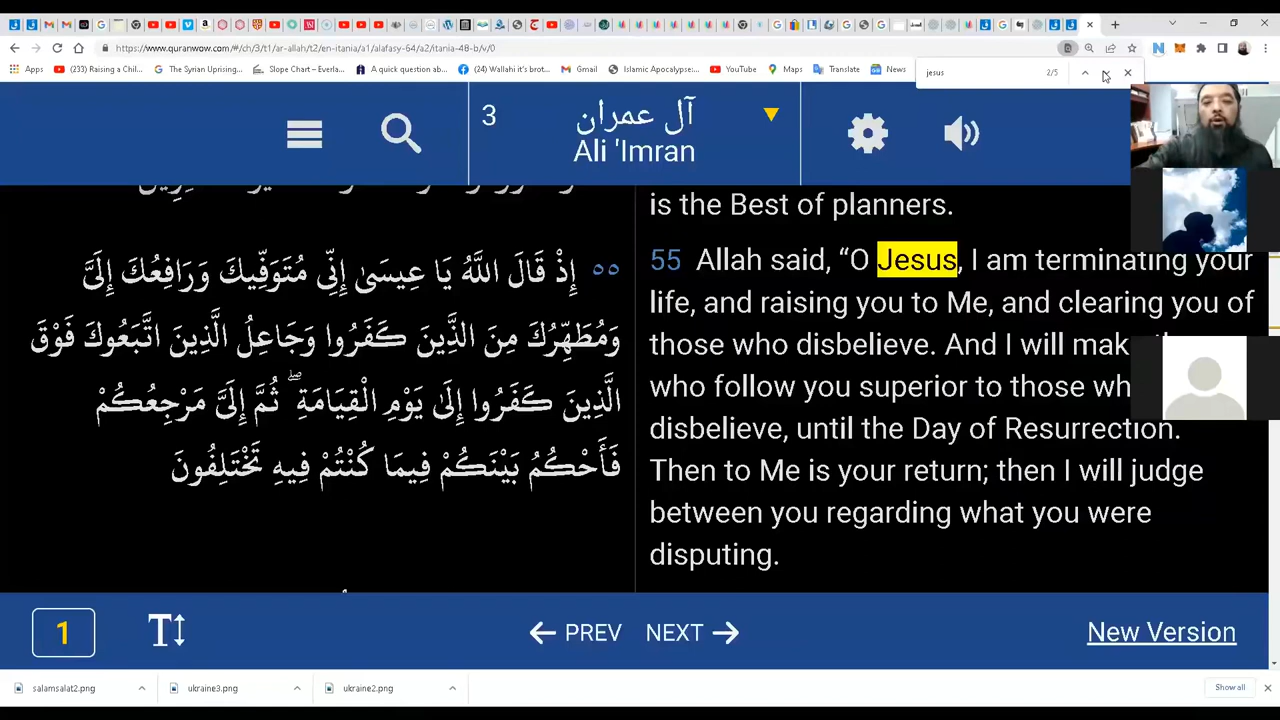 https://www.quranwow.com/#/ch/3/t1/ar-allah/t2/en-itania/a1/alafasy-64/a2/itania-48-b/v/0
Apps
(233) Raising a Chil...
The Syrian Uprising...
Slope Chart – Everla...
A quick question ab...
(24) Wallahi it's brot...
Gmail
Islamic Apocalypse:...
YouTube
Maps
Translate
News
jesus
2/5
3
آل عمران
Ali 'Imran
is the Best of planners.
٥٥ إِذْ قَالَ اللَّهُ يَا عِيسَىٰ إِنِّي مُتَوَفِّيكَ وَرَافِعُكَ إِلَيَّ
وَمُطَهِّرُكَ مِنَ الَّذِينَ كَفَرُوا وَجَاعِلُ الَّذِينَ اتَّبَعُوكَ فَوْقَ
الَّذِينَ كَفَرُوا إِلَىٰ يَوْمِ الْقِيَامَةِ ۖ ثُمَّ إِلَيَّ مَرْجِعُكُمْ
فَأَحْكُمُ بَيْنَكُمْ فِيمَا كُنْتُمْ فِيهِ تَخْتَلِفُونَ
55 Allah said, “O Jesus, I am terminating your
life, and raising you to Me, and clearing you of
those who disbelieve. And I will make
who follow you superior to those who
disbelieve, until the Day of Resurrection.
Then to Me is your return; then I will judge
between you regarding what you were
disputing.
1
PREV
NEXT
New Version
salamsalat2.png
ukraine3.png
ukraine2.png
Show all